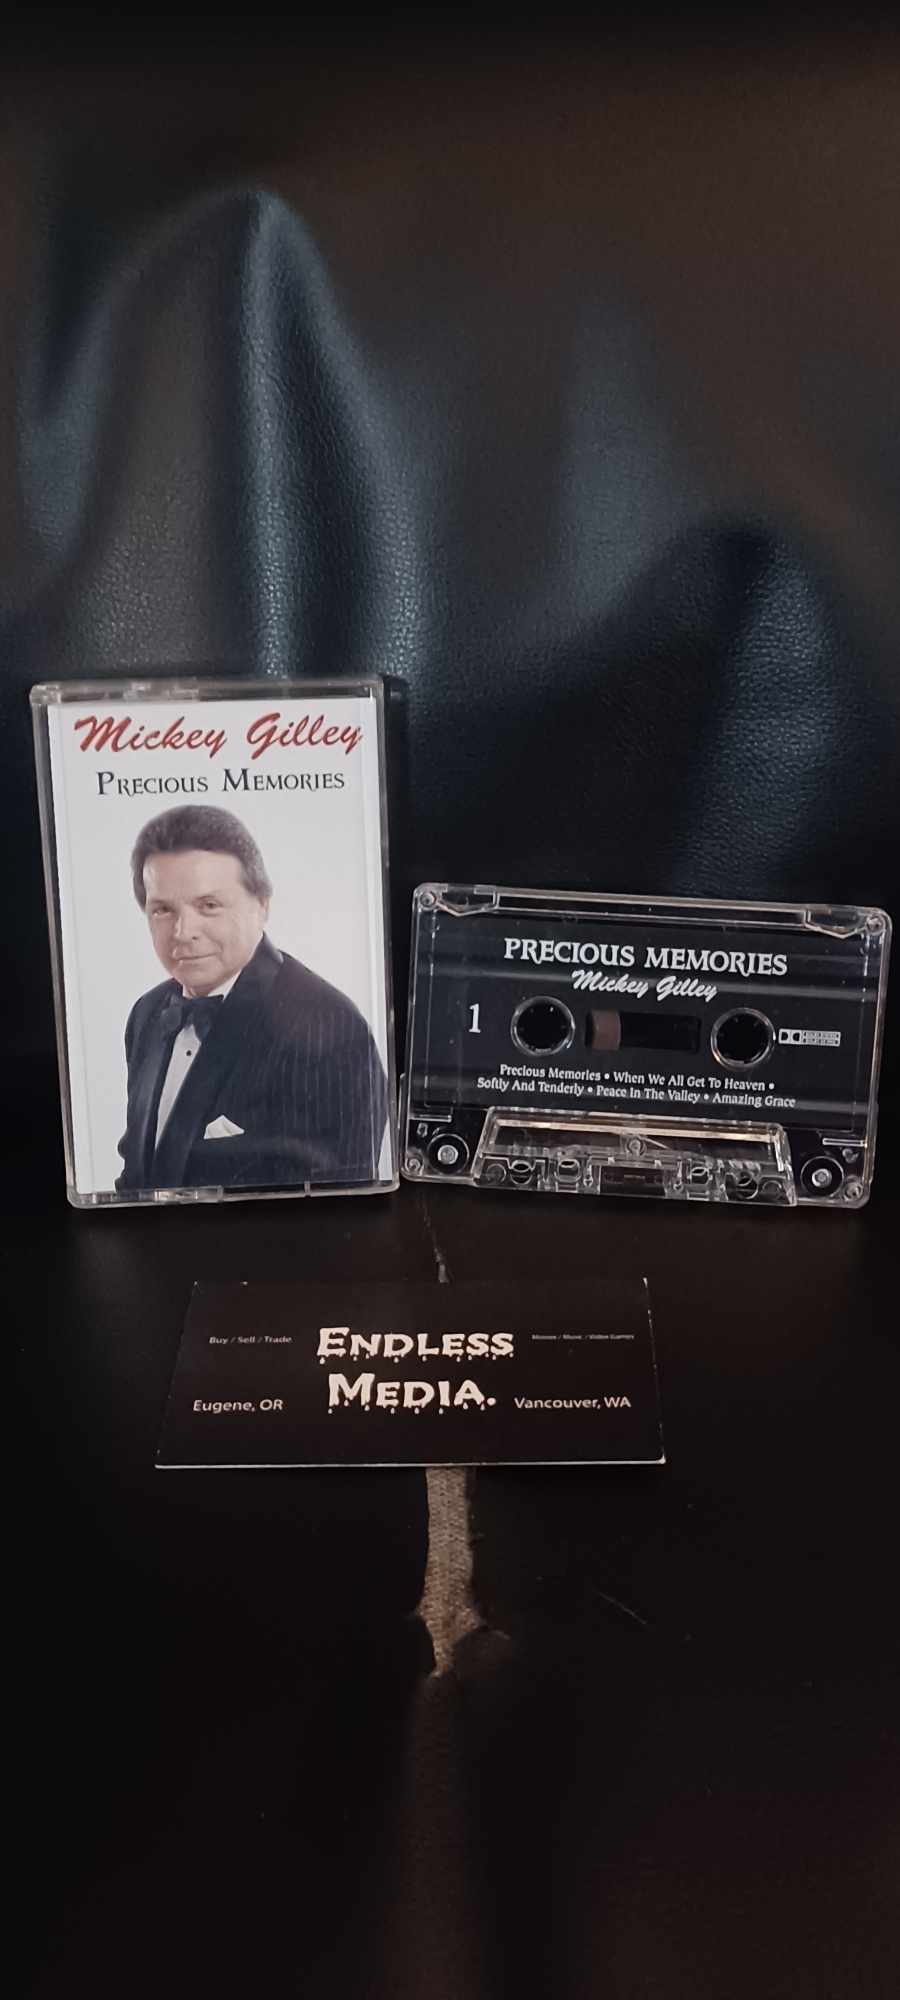 Mickey Gilley
Precious Memories
PRECIOUS MEMORIES
Mickey Gilley
1
Precious Memories • When We All Get To Heaven •
Softly And Tenderly • Peace In The Valley • Amazing Grace
Buy / Sell / Trade
ENDLESS
Movies / Music / Video Games
Eugene, OR
MEDIA.
Vancouver, WA